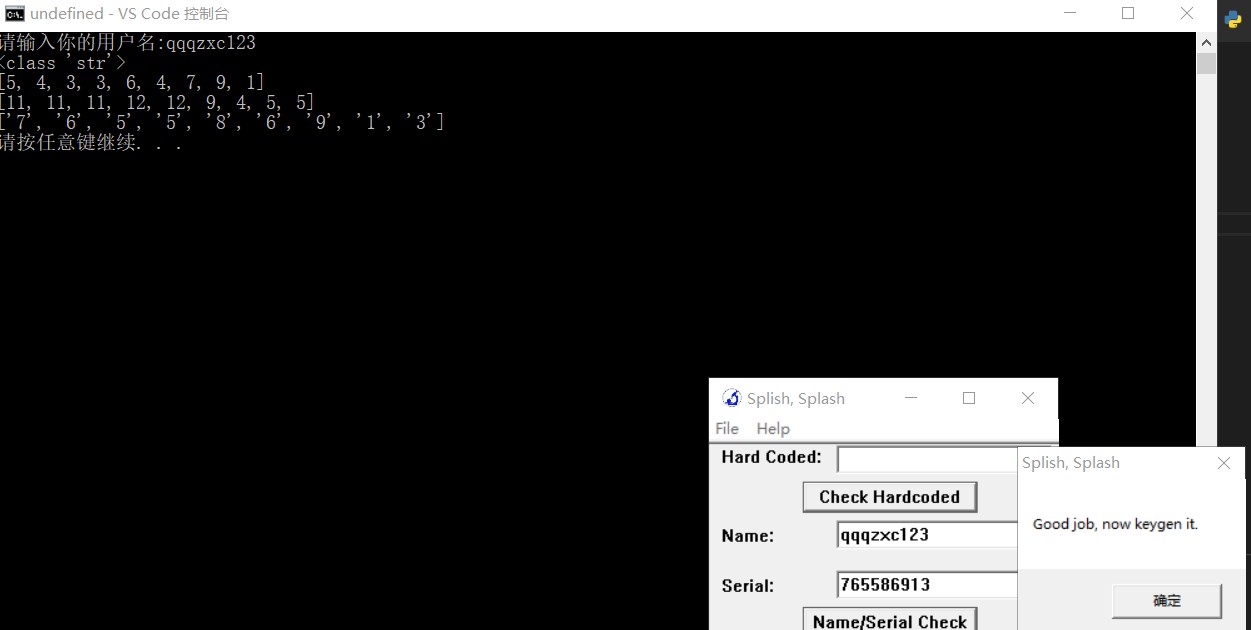 undefined - VS Code 控制台
请输入你的用户名:qqqzxc123
<class 'str'>
[5, 4, 3, 3, 6, 4, 7, 9, 1]
[11, 11, 11, 12, 12, 9, 4, 5, 5]
['7', '6', '5', '5', '8', '6', '9', '1', '3']
请按任意键继续. . .
Splish, Splash
File Help
Hard Coded:
Check Hardcoded
Name: qqqzxc123
Serial: 765586913
Name/Serial Check
Splish, Splash
Good job, now keygen it.
确定